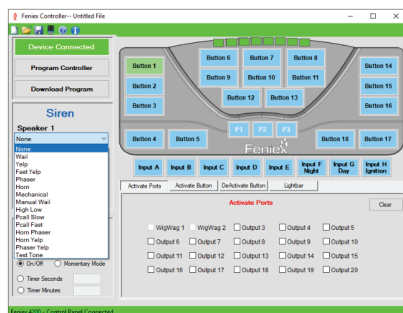 Feniex Controller-- Untitled File
Device Connected
Program Controller
Download Program
Siren
Speaker 1
None
None
Wail
Yelp
Fast Yelp
Phaser
Horn
Mechanical
Manual Wail
High Low
Pcall Slow
Pcall Fast
Horn Phaser
Horn Yelp
Phaser Yelp
Test Tone
On/Off Momentary Mode
Timer Seconds
Timer Minutes
Button 1
Button 2
Button 3
Button 4 Button 5
Button 6 Button 7 Button 8
Button 9 Button 10 Button 11
Button 12 Button 13
Button 14
Button 15
Button 16
Button 18 Button 17
P1 P2 P3
Feniex
Input A Input B Input C Input D Input E Input F Night Input G Day Input H Ignition
Activate Ports Activate Button DeActivate Button Lightbar
Activate Ports
Clear
WigWag 1 WigWag 2 Output 3 Output 4 Output 5
Output 6 Output 7 Output 8 Output 9 Output 10
Output 11 Output 12 Output 13 Output 14 Output 15
Output 16 Output 17 Output 18 Output 19 Output 20
Feniex 4200 - Control Panel Connected